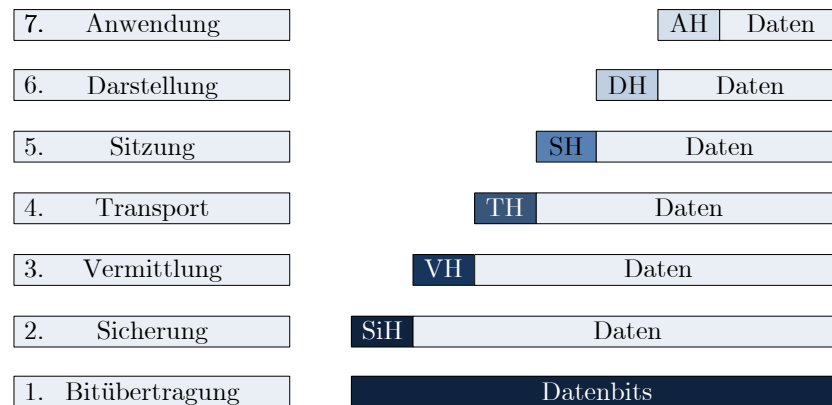 7. Anwendung AH Daten
6. Darstellung DH Daten
5. Sitzung SH Daten
4. Transport TH Daten
3. Vermittlung VH Daten
2. Sicherung SiH Daten
1. Bitübertragung Datenbits